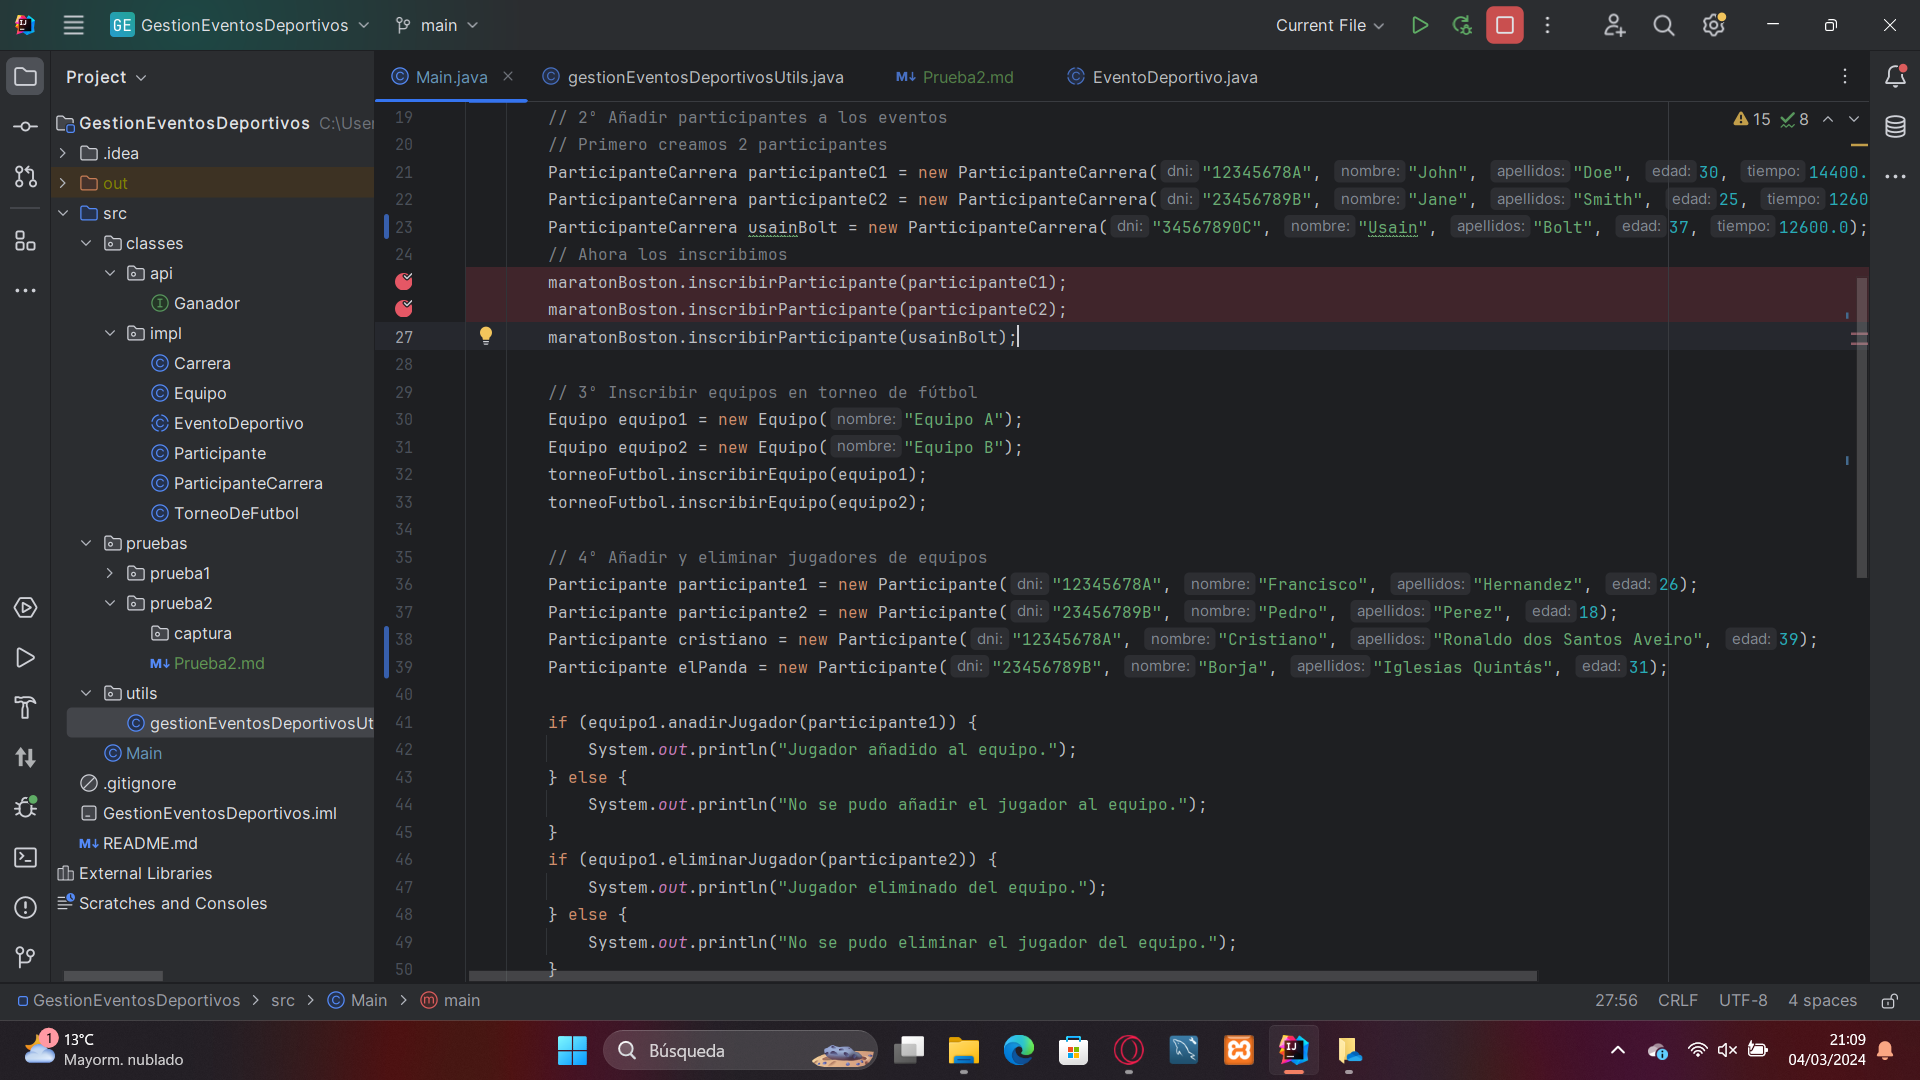 GE GestionEventosDeportivos main Current File
Project
Main.java gestionEventosDeportivosUtils.java M↓ Prueba2.md EventoDeportivo.java
GestionEventosDeportivos C:\User
.idea
out
src
classes
api
Ganador
impl
Carrera
Equipo
EventoDeportivo
Participante
ParticipanteCarrera
TorneoDeFutbol
pruebas
prueba1
prueba2
captura
M↓ Prueba2.md
utils
gestionEventosDeportivosUt
Main
.gitignore
GestionEventosDeportivos.iml
M↓ README.md
External Libraries
Scratches and Consoles
15 8
19 // 2º Añadir participantes a los eventos
20 // Primero creamos 2 participantes
21 ParticipanteCarrera participanteC1 = new ParticipanteCarrera( dni: "12345678A", nombre: "John", apellidos: "Doe", edad: 30, tiempo: 14400.
22 ParticipanteCarrera participanteC2 = new ParticipanteCarrera( dni: "23456789B", nombre: "Jane", apellidos: "Smith", edad: 25, tiempo: 1260
23 ParticipanteCarrera usainBolt = new ParticipanteCarrera( dni: "34567890C", nombre: "Usain", apellidos: "Bolt", edad: 37, tiempo: 12600.0);
24 // Ahora los inscribimos
maratonBoston.inscribirParticipante(participanteC1);
maratonBoston.inscribirParticipante(participanteC2);
27 maratonBoston.inscribirParticipante(usainBolt);
28
29 // 3º Inscribir equipos en torneo de fútbol
30 Equipo equipo1 = new Equipo( nombre: "Equipo A");
31 Equipo equipo2 = new Equipo( nombre: "Equipo B");
32 torneoFutbol.inscribirEquipo(equipo1);
33 torneoFutbol.inscribirEquipo(equipo2);
34
35 // 4º Añadir y eliminar jugadores de equipos
36 Participante participante1 = new Participante( dni: "12345678A", nombre: "Francisco", apellidos: "Hernandez", edad: 26);
37 Participante participante2 = new Participante( dni: "23456789B", nombre: "Pedro", apellidos: "Perez", edad: 18);
38 Participante cristiano = new Participante( dni: "12345678A", nombre: "Cristiano", apellidos: "Ronaldo dos Santos Aveiro", edad: 39);
39 Participante elPanda = new Participante( dni: "23456789B", nombre: "Borja", apellidos: "Iglesias Quintás", edad: 31);
40
41 if (equipo1.anadirJugador(participante1)) {
42 System.out.println("Jugador añadido al equipo.");
43 } else {
44 System.out.println("No se pudo añadir el jugador al equipo.");
45 }
46 if (equipo1.eliminarJugador(participante2)) {
47 System.out.println("Jugador eliminado del equipo.");
48 } else {
49 System.out.println("No se pudo eliminar el jugador del equipo.");
50 }
GestionEventosDeportivos > src > Main > main 27:56 CRLF UTF-8 4 spaces
1 13°C
Mayorm. nublado
Búsqueda
21:09
04/03/2024